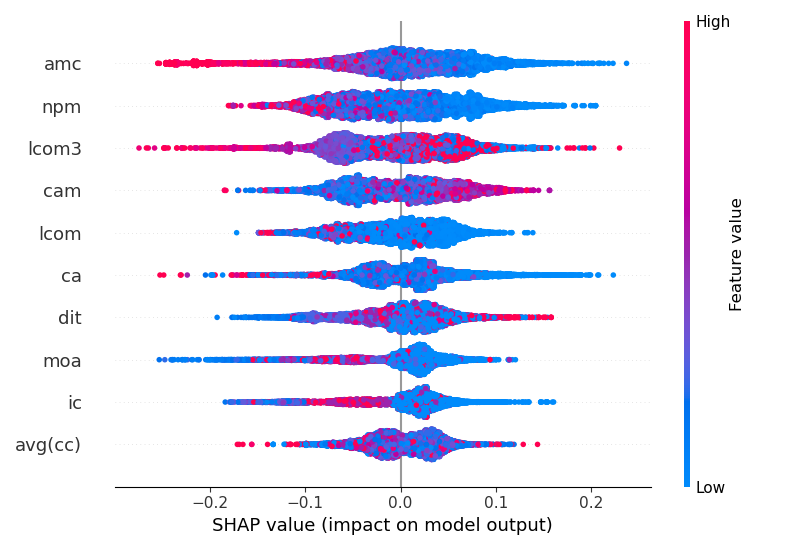 High
amc
npm
lcom3
cam
lcom
ca
dit
moa
ic
avg(cc)
Feature value
Low
−0.2 −0.1 0.0 0.1 0.2
SHAP value (impact on model output)